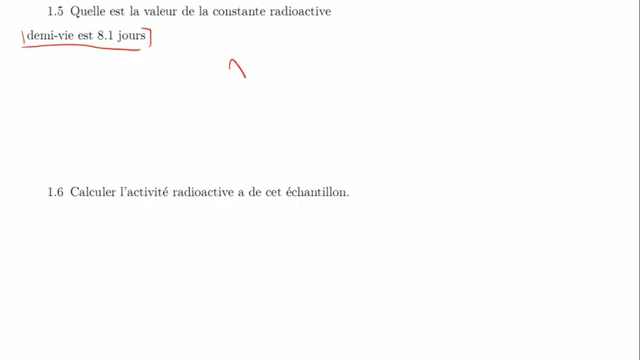 1.5 Quelle est la valeur de la constante radioactive
demi-vie est 8.1 jours
1.6 Calculer l'activité radioactive a de cet échantillon.